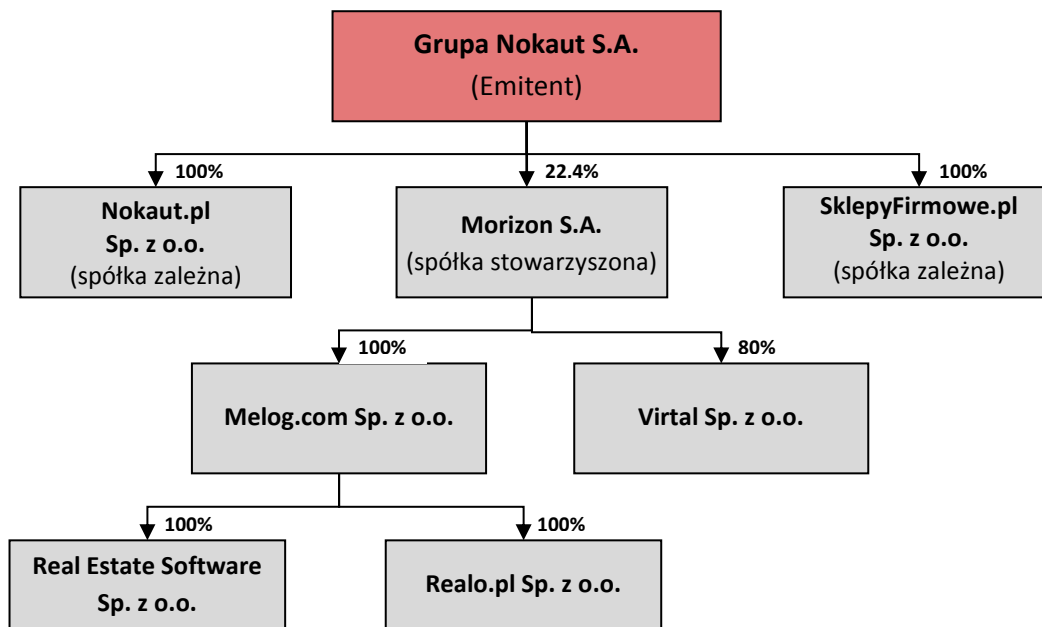 Grupa Nokaut S.A.
(Emitent)
100%
22.4%
100%
Nokaut.pl
Sp. z o.o.
(spółka zależna)
Morizon S.A.
(spółka stowarzyszona)
SklepyFirmowe.pl
Sp. z o.o.
(spółka zależna)
100%
80%
Melog.com Sp. z o.o.
Virtal Sp. z o.o.
100%
100%
Real Estate Software
Sp. z o.o.
Realo.pl Sp. z o.o.